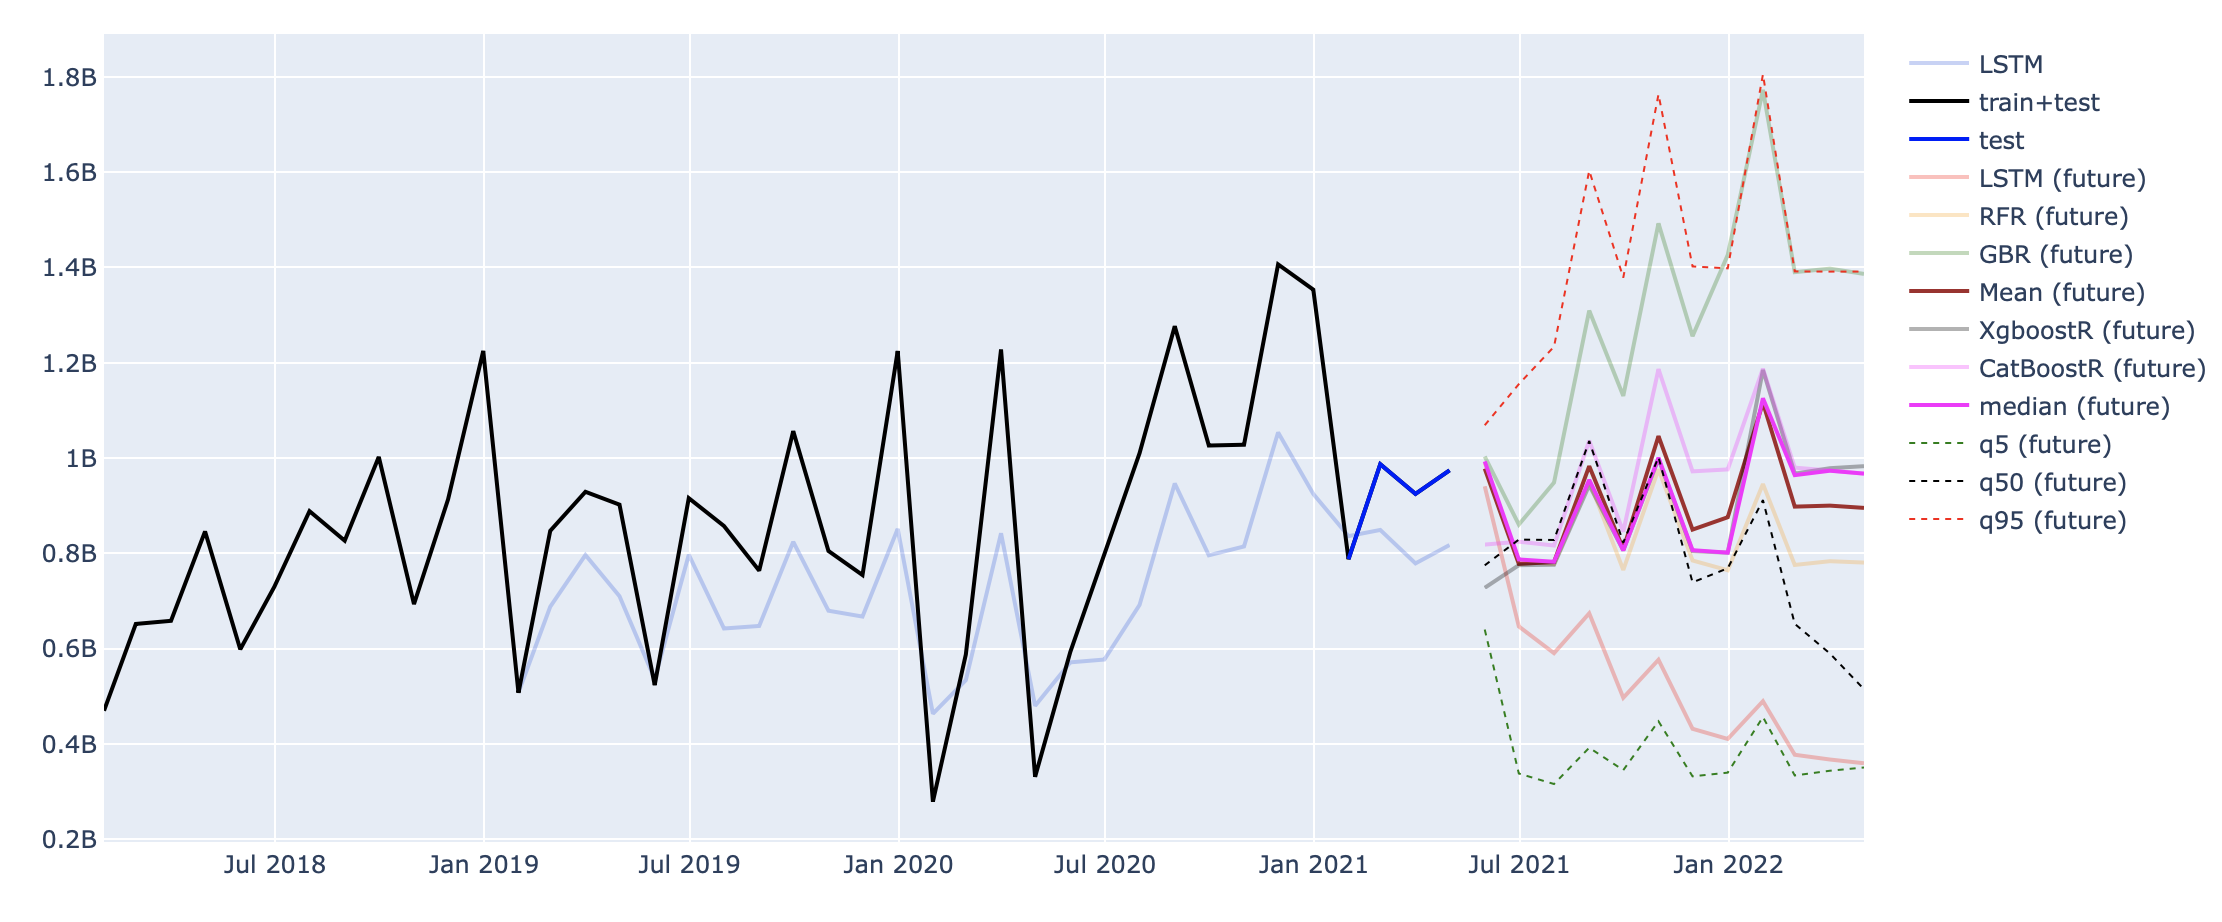 1.8B
1.6B
1.4B
1.2B
1B
0.8B
0.6B
0.4B
0.2B
Jul 2018
Jan 2019
Jul 2019
Jan 2020
Jul 2020
Jan 2021
Jul 2021
Jan 2022
LSTM
train+test
test
LSTM (future)
RFR (future)
GBR (future)
Mean (future)
XgboostR (future)
CatBoostR (future)
median (future)
q5 (future)
q50 (future)
q95 (future)